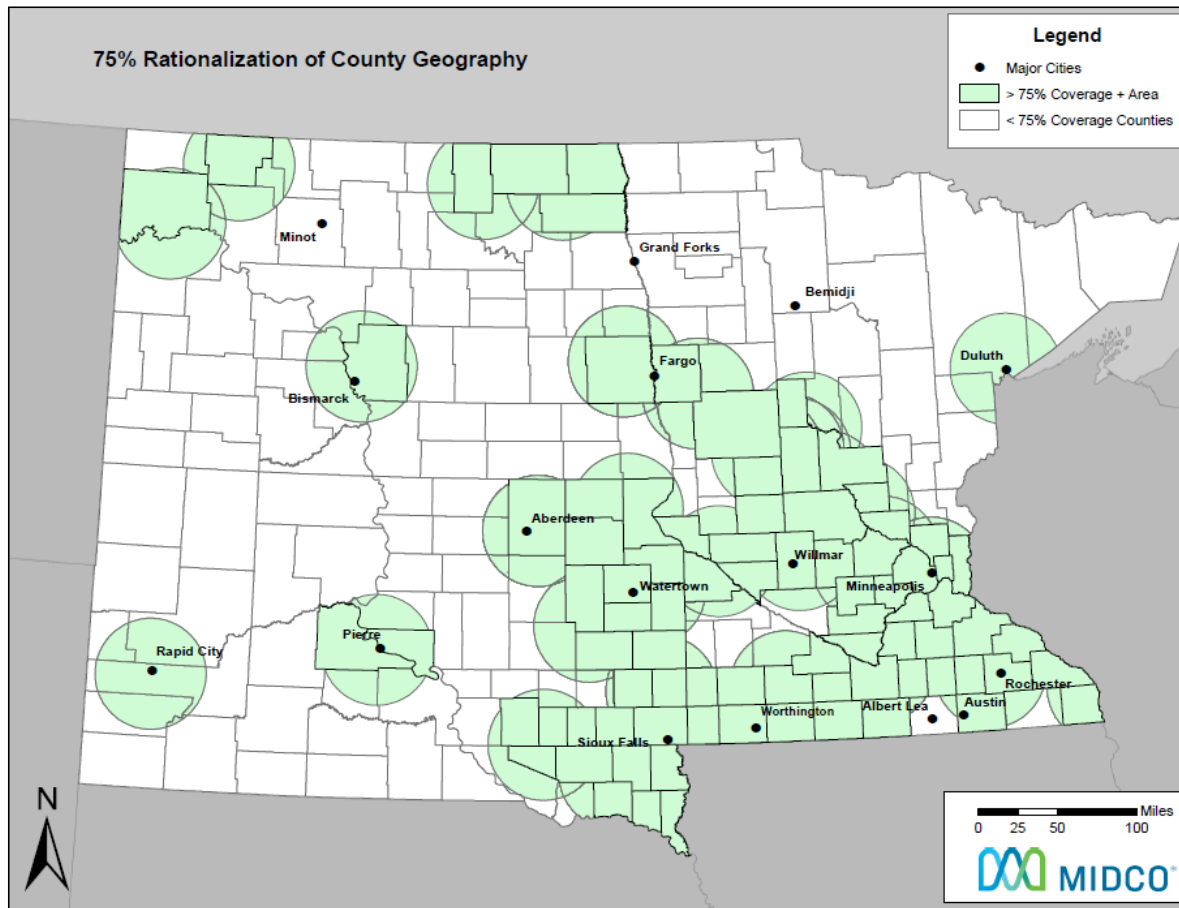 75% Rationalization of County Geography
Legend
Major Cities
> 75% Coverage + Area
< 75% Coverage Counties
Minot
Grand Forks
Bemidji
Duluth
Fargo
Bismarck
Aberdeen
Willmar
Watertown
Minneapolis
Pierre
Rapid City
Rochester
Albert Lea
Austin
Worthington
Sioux Falls
N
Miles
0 25 50 100
MIDCO®